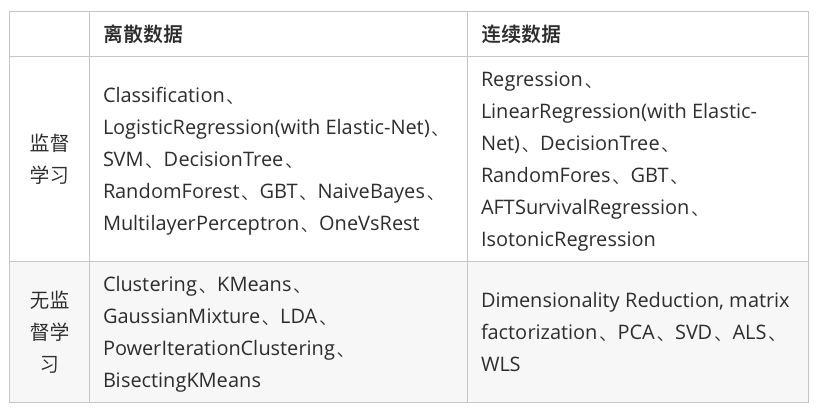 离散数据
连续数据
监督
学习
Classification、
LogisticRegression(with Elastic-Net)、
SVM、DecisionTree、
RandomForest、GBT、NaiveBayes、
MultilayerPerceptron、OneVsRest
Regression、
LinearRegression(with Elastic-
Net)、DecisionTree、
RandomFores、GBT、
AFTSurvivalRegression、
IsotonicRegression
无监
督学
习
Clustering、KMeans、
GaussianMixture、LDA、
PowerIterationClustering、
BisectingKMeans
Dimensionality Reduction, matrix
factorization、PCA、SVD、ALS、
WLS